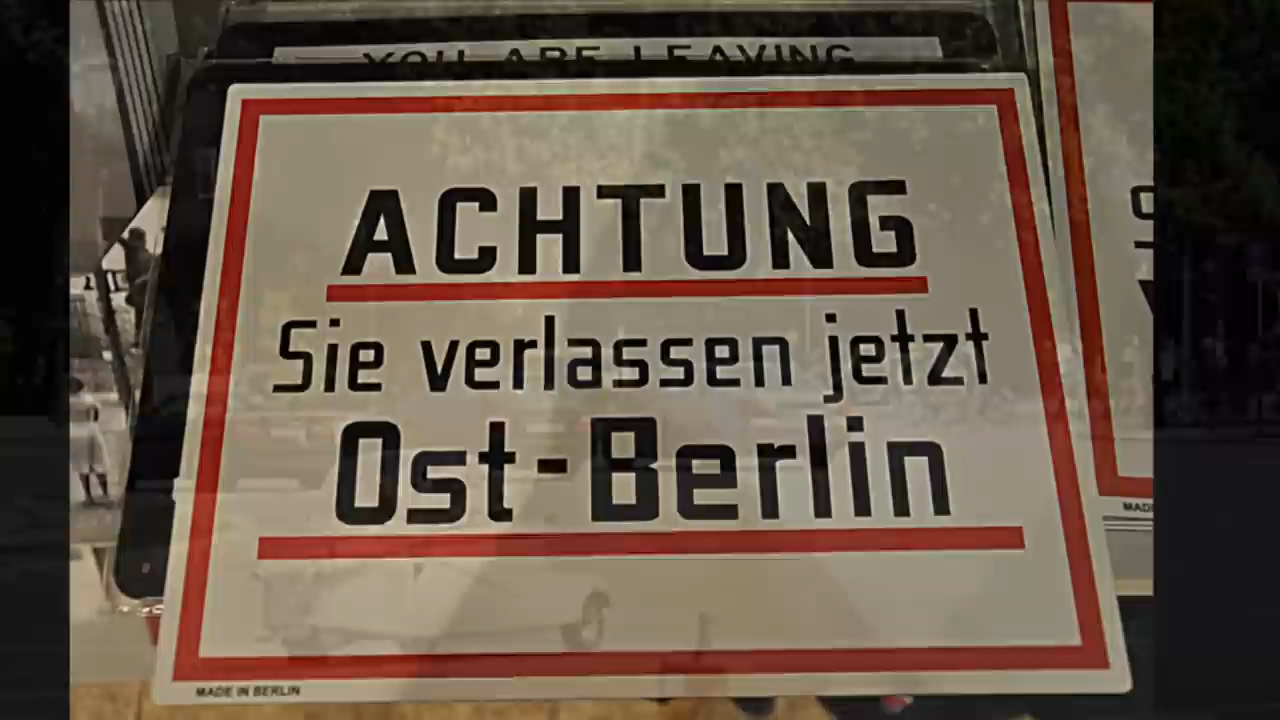 YOU ARE LEAVING
ACHTUNG
Sie verlassen jetzt
Ost-Berlin
MADE IN BERLIN